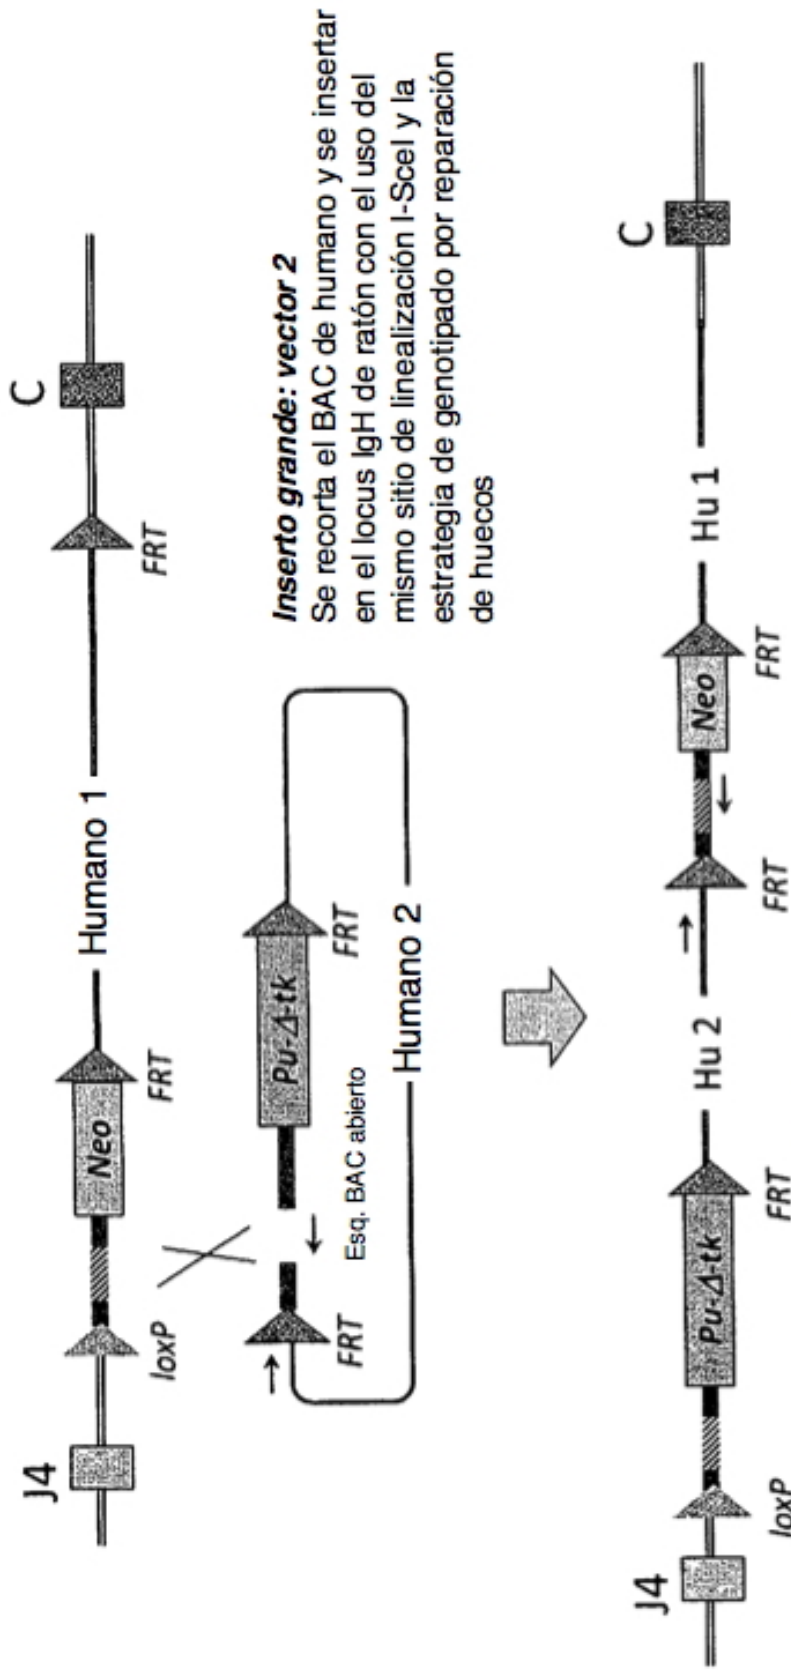 J4
C
Neo
Humano 1
loxP
FRT
FRT
Pu-Δ-tk
FRT
FRT
Esq. BAC abierto
Humano 2
Inserto grande: vector 2
Se recorta el BAC de humano y se insertar
en el locus IgH de ratón con el uso del
mismo sitio de linealización I-SceI y la
estrategia de genotipado por reparación
de huecos
J4
C
Pu-Δ-tk
Hu 2
Neo
Hu 1
loxP
FRT
FRT
FRT